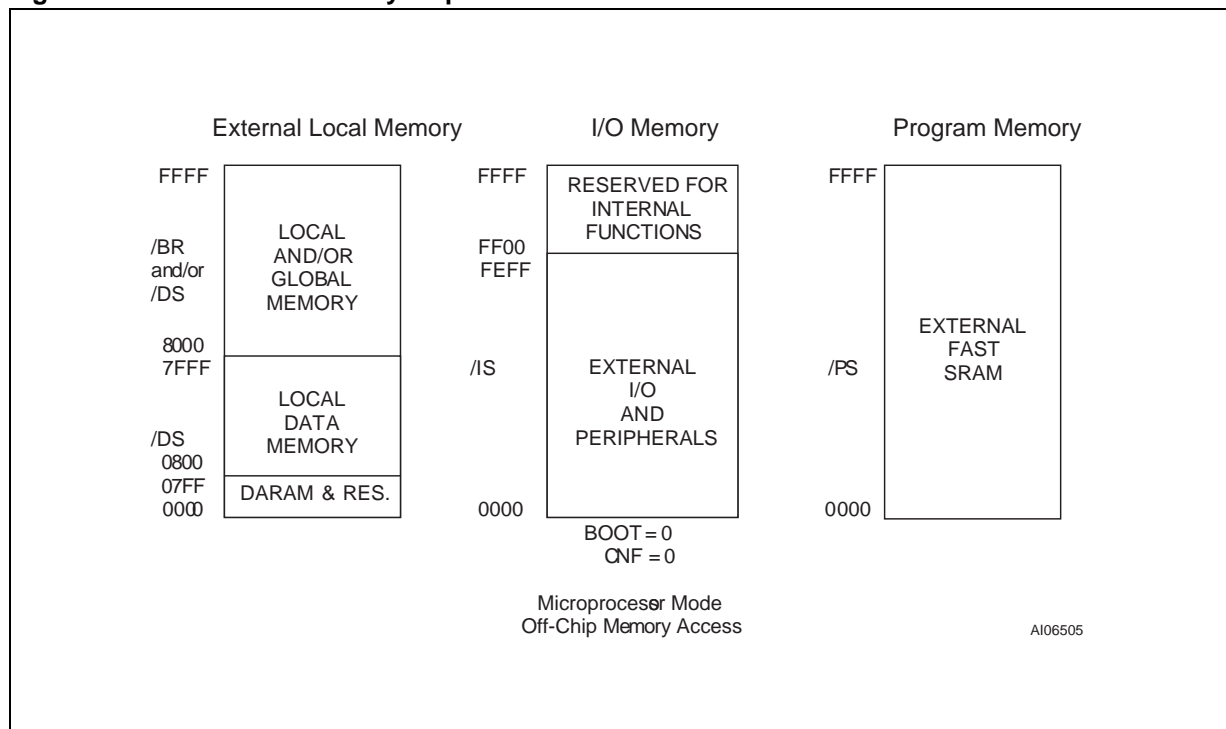 External Local Memory
FFFF
/BR
and/or
/DS
8000
7FFF
/DS
0800
07FF
0000
LOCAL
AND/OR
GLOBAL
MEMORY
LOCAL
DATA
MEMORY
DARAM & RES.
I/O Memory
FFFF
FF00
FEFF
/IS
0000
RESERVED FOR
INTERNAL
FUNCTIONS
EXTERNAL
I/O
AND
PERIPHERALS
BOOT = 0
CNF = 0
Microprocessor Mode
Off-Chip Memory Access
Program Memory
FFFF
/PS
0000
EXTERNAL
FAST
SRAM
AI06505